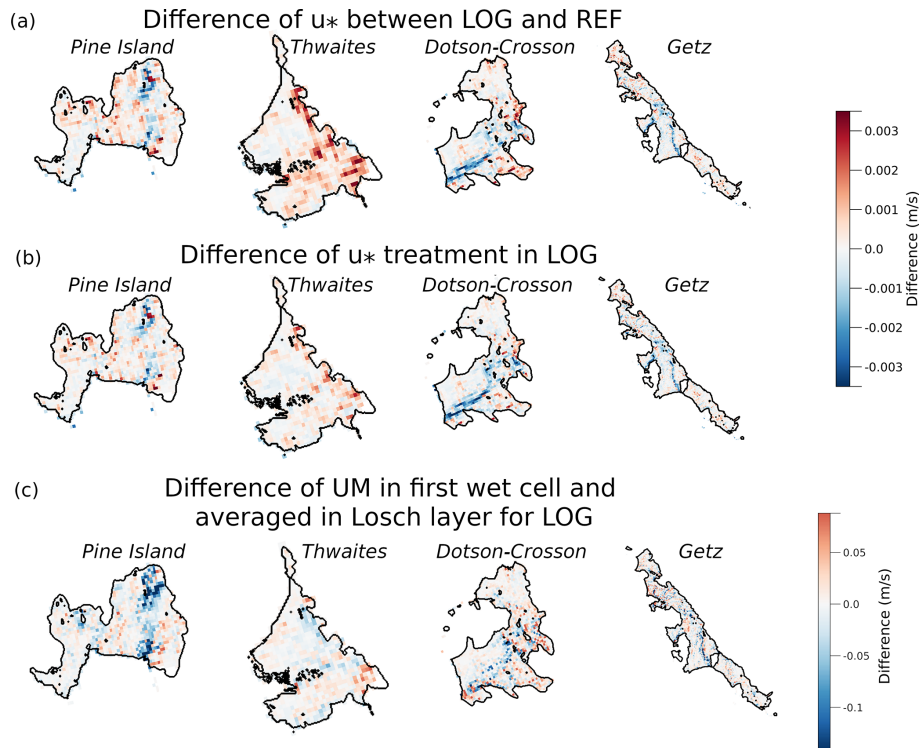 (a)
Difference of u* between LOG and REF
Pine Island
Thwaites
Dotson-Crosson
Getz
0.003
0.002
0.001
0.0
-0.001
-0.002
-0.003
Difference (m/s)
(b)
Difference of u* treatment in LOG
Pine Island
Thwaites
Dotson-Crosson
Getz
(c)
Difference of UM in first wet cell and
averaged in Losch layer for LOG
Pine Island
Thwaites
Dotson-Crosson
Getz
0.05
0.0
-0.05
-0.1
Difference (m/s)